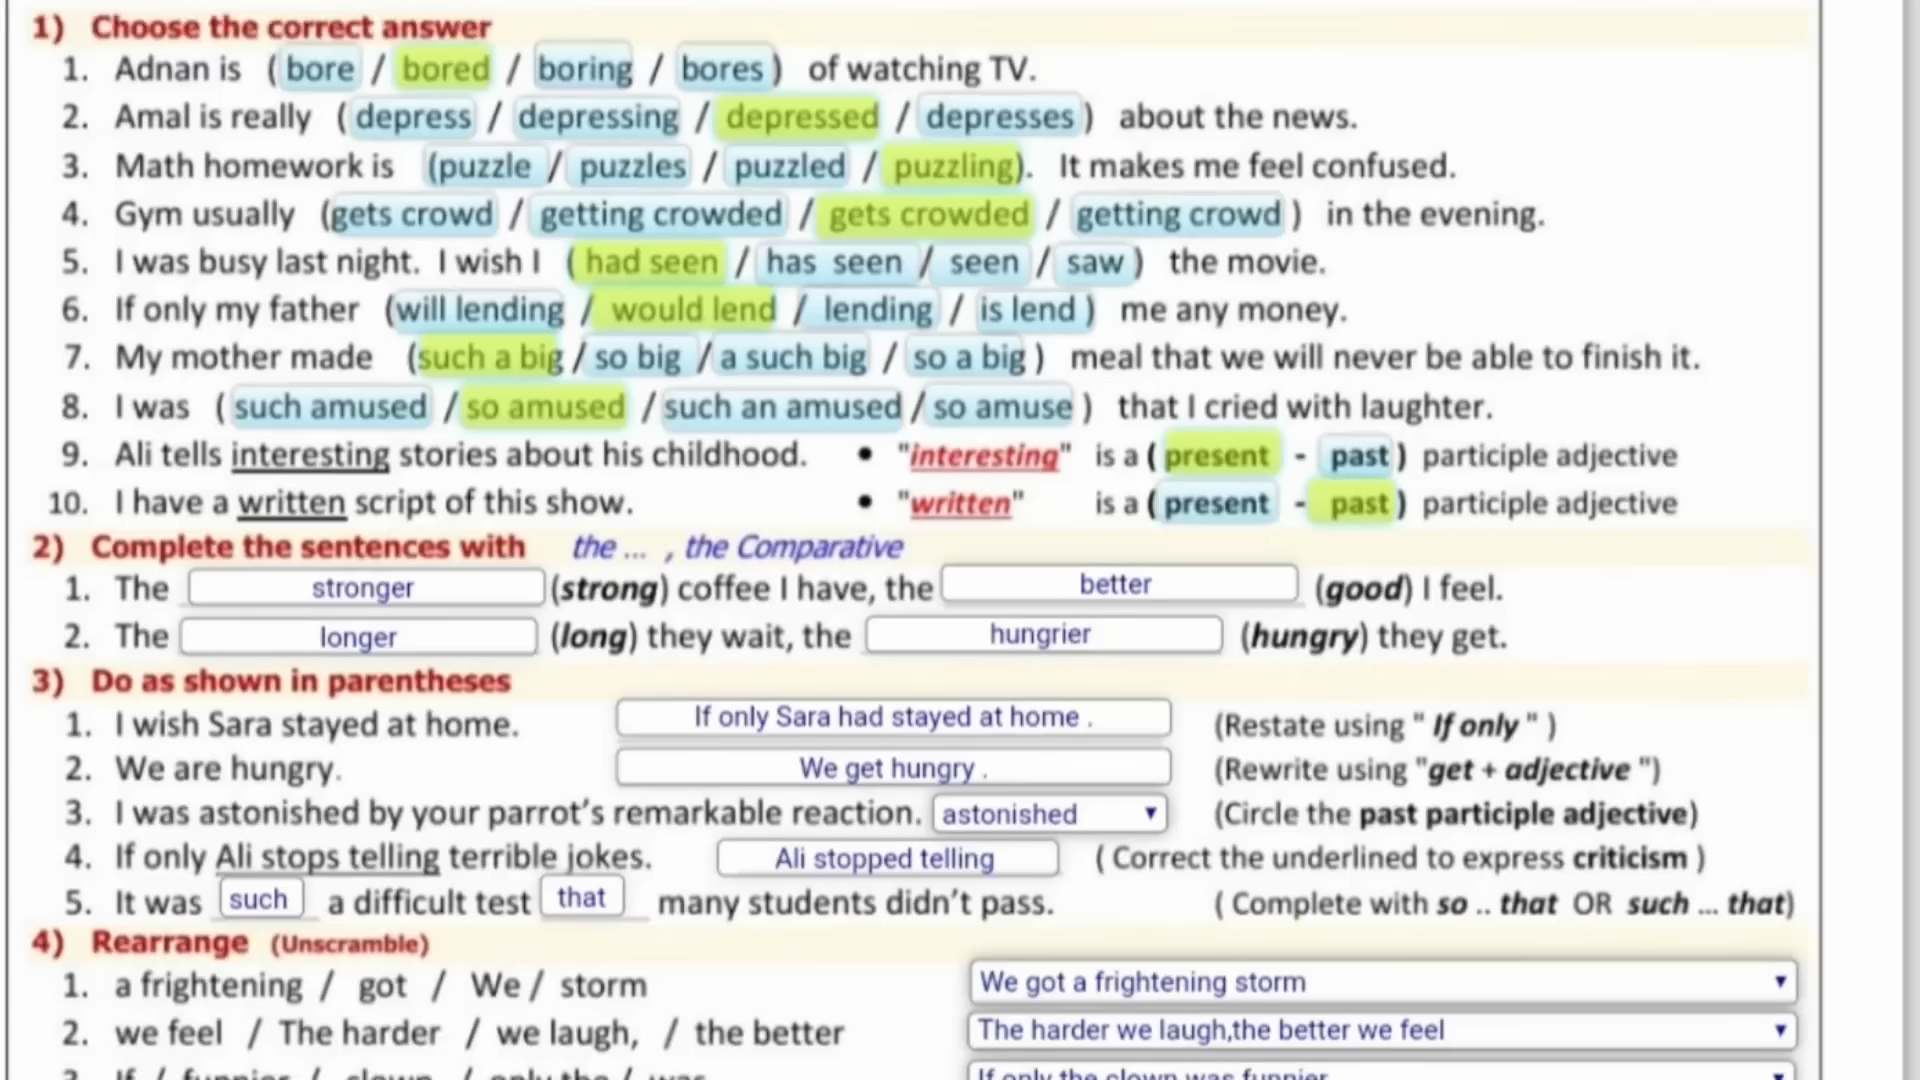 1) Choose the correct answer
1. Adnan is ( bore / bored / boring / bores ) of watching TV.
2. Amal is really ( depress / depressing / depressed / depresses ) about the news.
3. Math homework is (puzzle / puzzles / puzzled / puzzling). It makes me feel confused.
4. Gym usually (gets crowd / getting crowded / gets crowded / getting crowd ) in the evening.
5. I was busy last night. I wish I ( had seen / has seen / seen / saw ) the movie.
6. If only my father (will lending / would lend / lending / is lend ) me any money.
7. My mother made (such a big / so big / a such big / so a big ) meal that we will never be able to finish it.
8. I was ( such amused / so amused / such an amused / so amuse ) that I cried with laughter.
9. Ali tells interesting stories about his childhood. • "interesting" is a ( present - past ) participle adjective
10. I have a written script of this show. • "written" is a ( present - past ) participle adjective
2) Complete the sentences with the ... , the Comparative
1. The stronger (strong) coffee I have, the better (good) I feel.
2. The longer (long) they wait, the hungrier (hungry) they get.
3) Do as shown in parentheses
1. I wish Sara stayed at home. If only Sara had stayed at home . (Restate using " If only " )
2. We are hungry. We get hungry . (Rewrite using "get + adjective ")
3. I was astonished by your parrot's remarkable reaction. astonished (Circle the past participle adjective)
4. If only Ali stops telling terrible jokes. Ali stopped telling ( Correct the underlined to express criticism )
5. It was such a difficult test that many students didn't pass. ( Complete with so .. that OR such ... that)
4) Rearrange (Unscramble)
1. a frightening / got / We / storm We got a frightening storm
2. we feel / The harder / we laugh, / the better The harder we laugh,the better we feel
3. If / funnier / clown / only the / was If only the clown was funnier